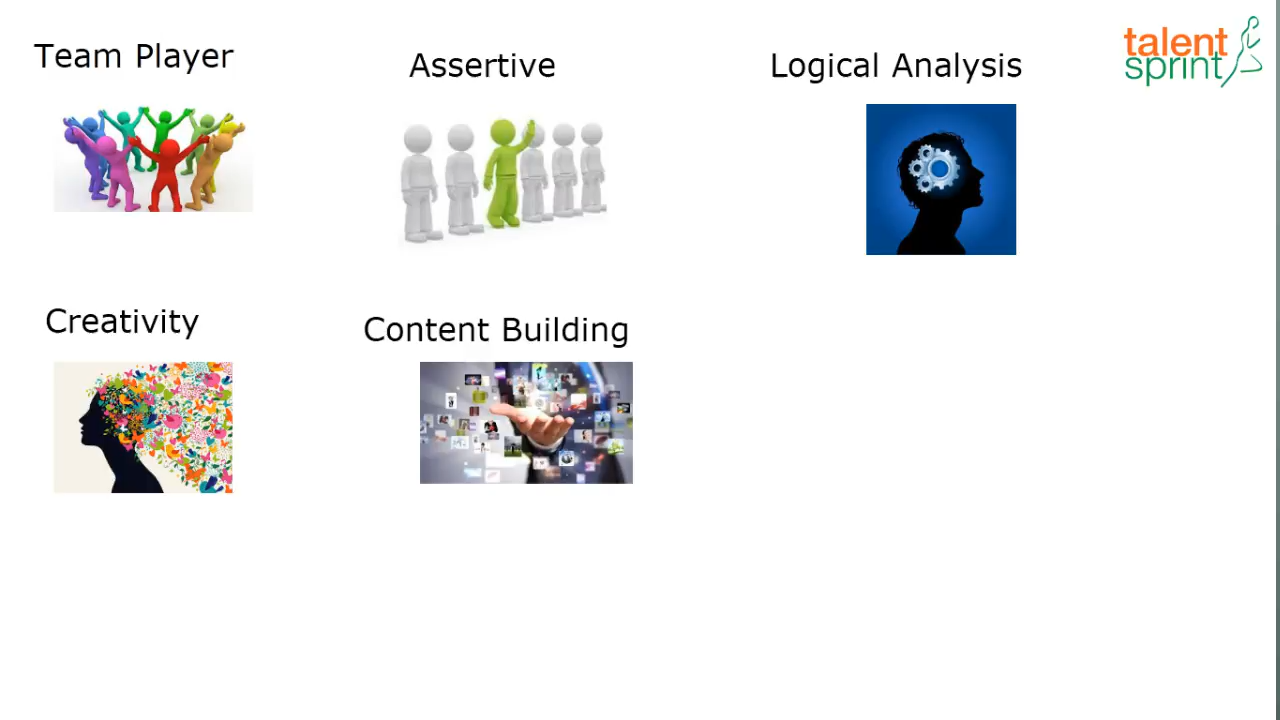 Team Player
Assertive
Logical Analysis
talent
sprint
Creativity
Content Building